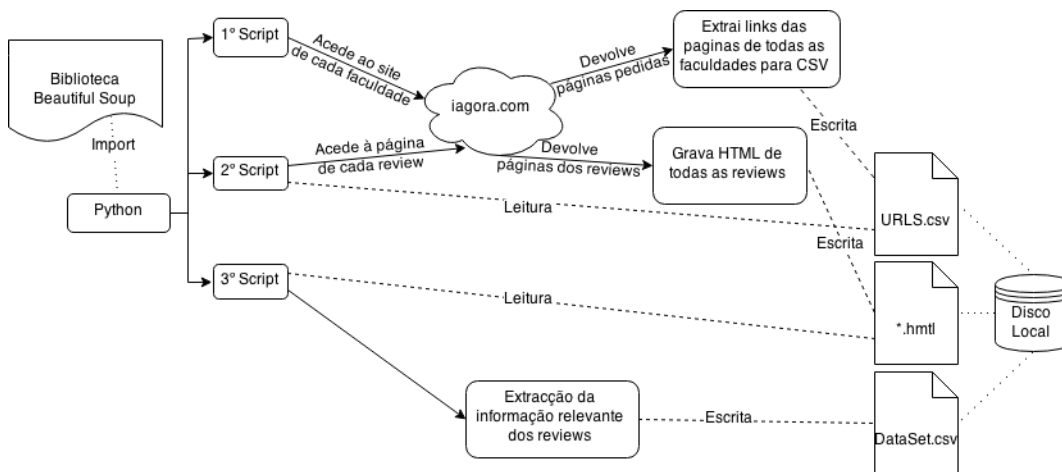 Biblioteca
Beautiful Soup
Import
Python
1º Script
Acede ao site
de cada faculdade
iagora.com
Devolve
páginas pedidas
Extrai links das
paginas de todas as
faculdades para CSV
Escrita
2º Script
Acede à página
de cada review
Devolve
páginas dos reviews
Grava HTML de
todas as reviews
Leitura
Escrita
URLS.csv
3º Script
Leitura
*.hmtl
Disco
Local
Extracção da
informação relevante
dos reviews
Escrita
DataSet.csv